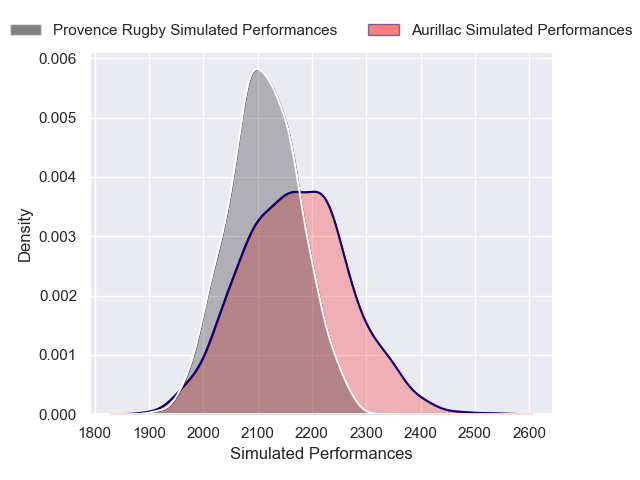 Provence Rugby Simulated Performances Aurillac Simulated Performances
0.006
0.005
0.004
0.003
0.002
0.001
0.000
Density
1800 1900 2000 2100 2200 2300 2400 2500 2600
Simulated Performances